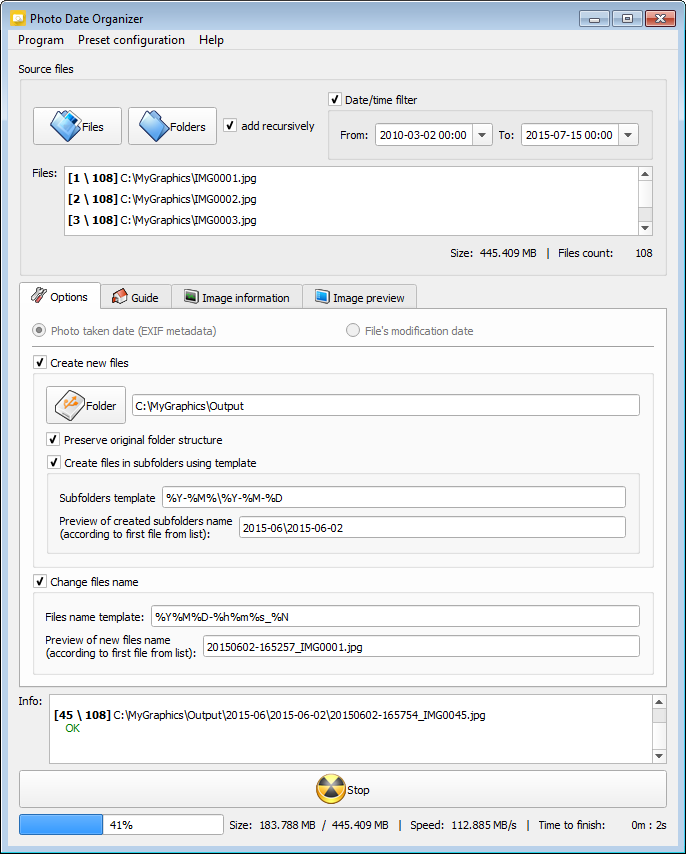 Photo Date Organizer
Program Preset configuration Help
Source files
Files Folders add recursively
Date/time filter
From: 2010-03-02 00:00 To: 2015-07-15 00:00
Files: [1 \ 108] C:\MyGraphics\IMG0001.jpg
[2 \ 108] C:\MyGraphics\IMG0002.jpg
[3 \ 108] C:\MyGraphics\IMG0003.jpg
Size: 445.409 MB | Files count: 108
Options Guide Image information Image preview
Photo taken date (EXIF metadata) File's modification date
Create new files
Folder C:\MyGraphics\Output
Preserve original folder structure
Create files in subfolders using template
Subfolders template %Y-%M%\%Y-%M-%D
Preview of created subfolders name
(according to first file from list): 2015-06\2015-06-02
Change files name
Files name template: %Y%M%D-%h%m%s_%N
Preview of new files name
(according to first file from list): 20150602-165257_IMG0001.jpg
Info: [45 \ 108] C:\MyGraphics\Output\2015-06\2015-06-02\20150602-165754_IMG0045.jpg
OK
Stop
41% Size: 183.788 MB / 445.409 MB | Speed: 112.885 MB/s | Time to finish: 0m : 2s